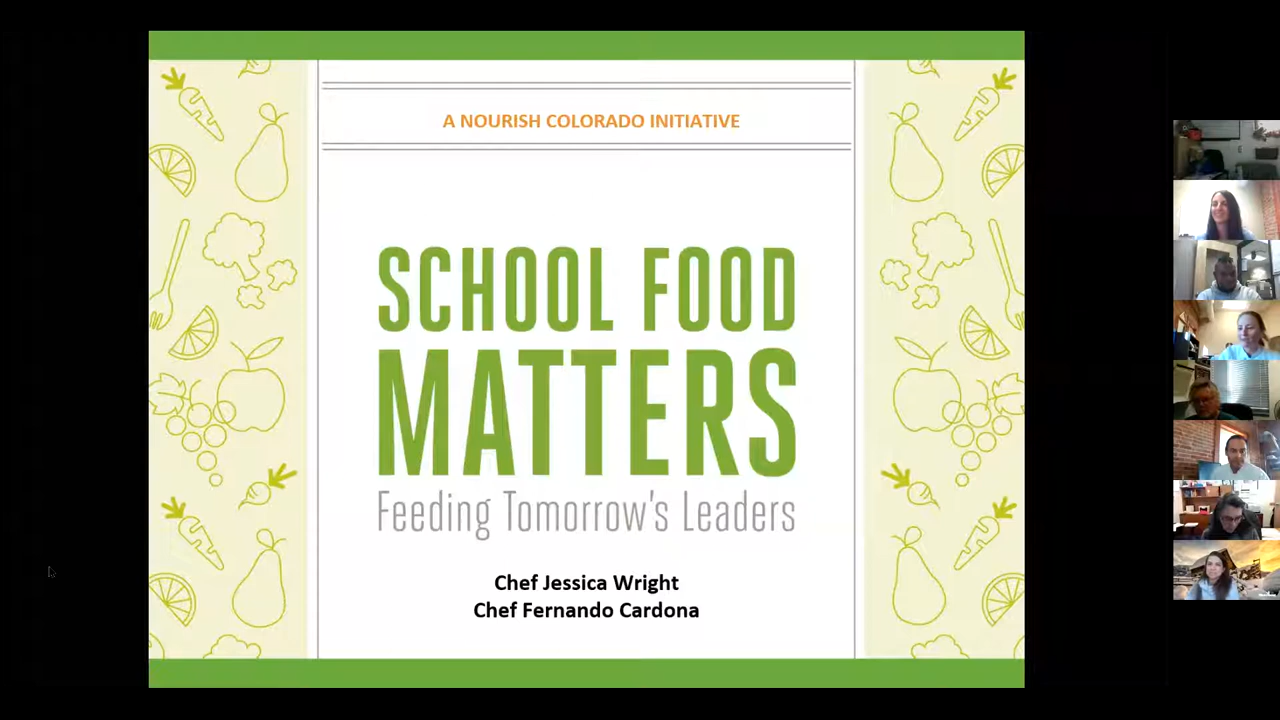 A NOURISH COLORADO INITIATIVE
SCHOOL FOOD
MATTERS
Feeding Tomorrow's Leaders
Chef Jessica Wright
Chef Fernando Cardona